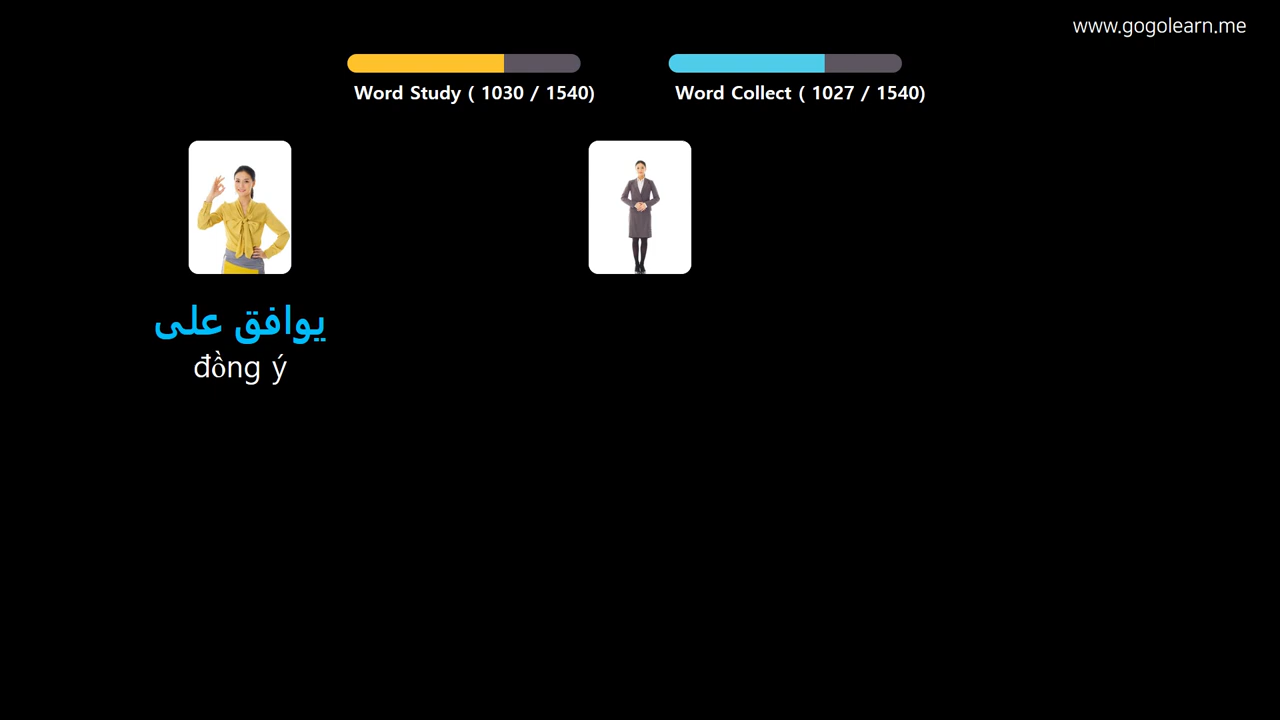 www.gogolearn.me
Word Study ( 1030 / 1540)
Word Collect ( 1027 / 1540)
يوافق على
đồng ý